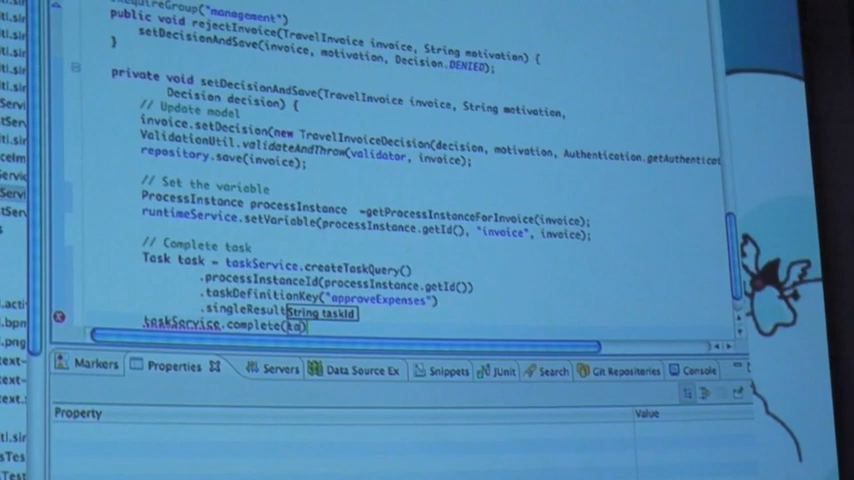 quireGroup("management")
public void rejectInvoice(TravelInvoice invoice, String motivation) {
setDecisionAndSave(invoice, motivation, Decision.DENIED);
}
private void setDecisionAndSave(TravelInvoice invoice, String motivation,
Decision decision) {
// Update model
invoice.setDecision(new TravelInvoiceDecision(decision, motivation, Authentication.getAuthenticat
ValidationUtil.validateAndThrow(validator, invoice);
repository.save(invoice);
// Set the variable
ProcessInstance processInstance =getProcessInstanceForInvoice(invoice);
runtimeService.setVariable(processInstance.getId(), "invoice", invoice);
// Complete task
Task task = taskService.createTaskQuery()
.processInstanceId(processInstance.getId())
.taskDefinitionKey("approveExpenses")
.singleResult
String taskId
taskService.complete(ta)
Markers Properties Servers Data Source Ex Snippets JUnit Search Git Repositories Console
Property Value